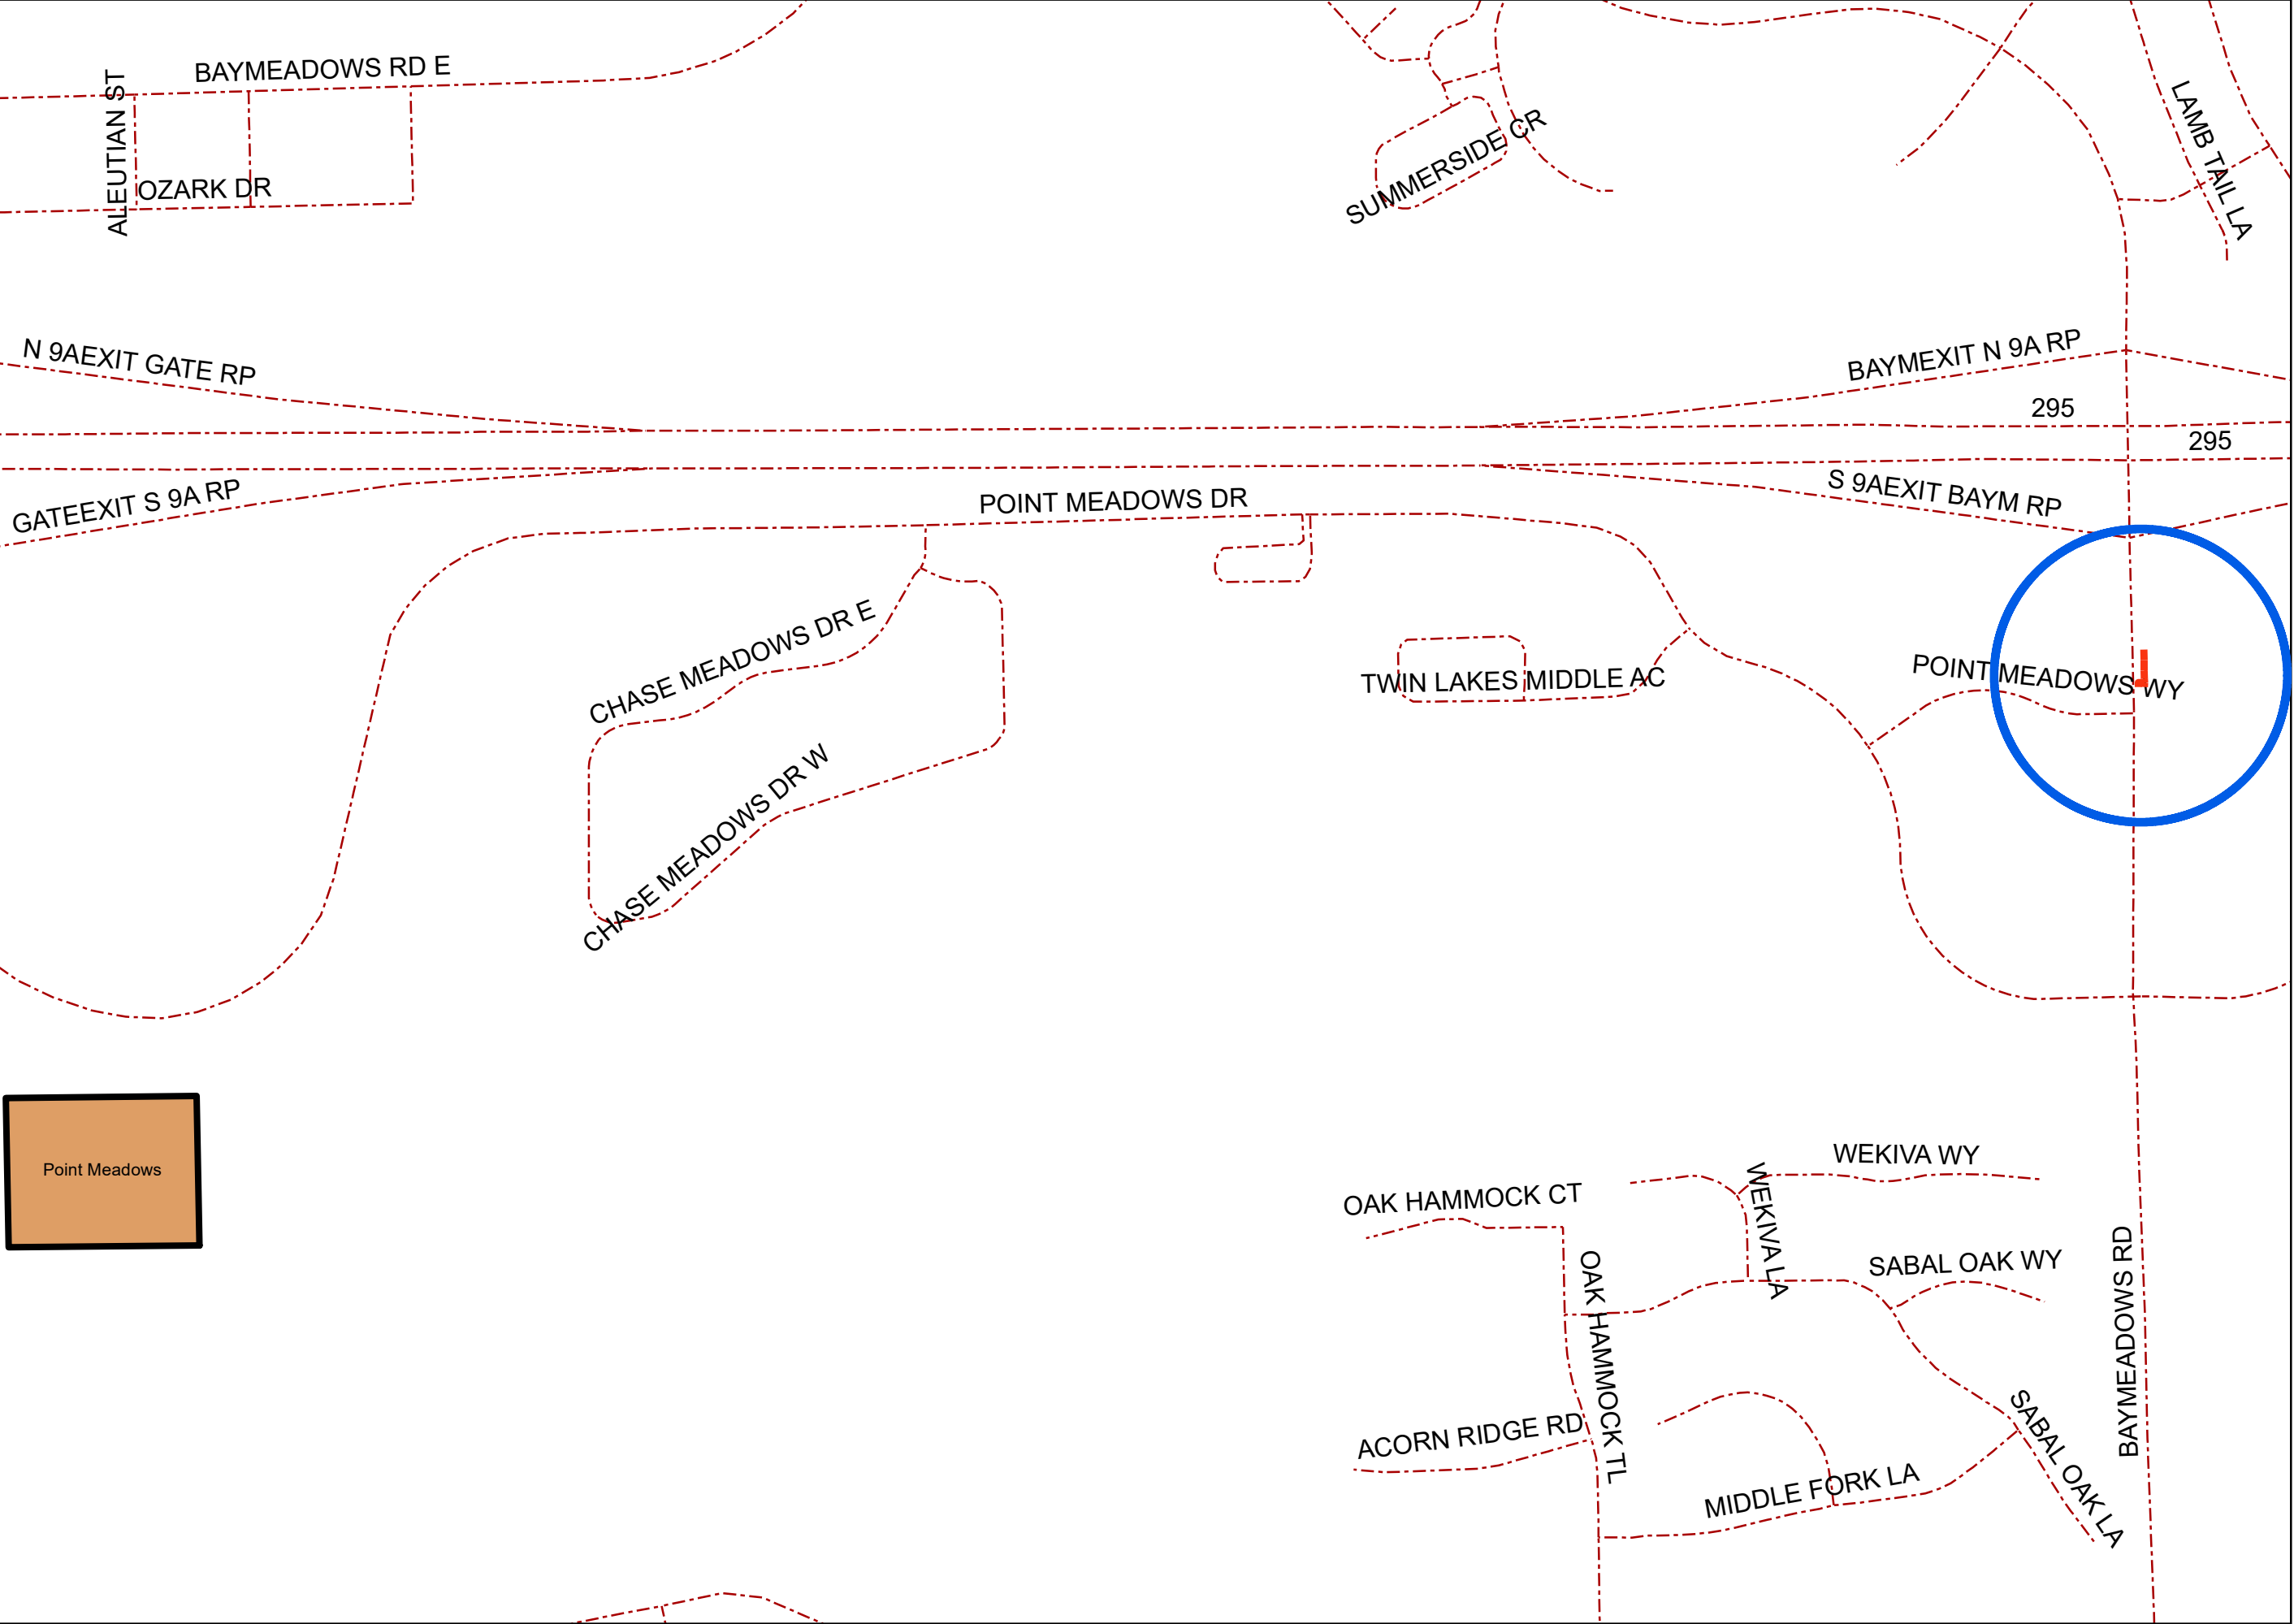 BAYMEADOWS RD E
ALEUTIAN ST
OZARK DR
SUMMERSIDE CR
LAMB TAIL LA
N 9AEXIT GATE RP
BAYMEXIT N 9A RP
295
295
GATEEXIT S 9A RP
S 9AEXIT BAYM RP
POINT MEADOWS DR
CHASE MEADOWS DR E
TWIN LAKES MIDDLE AC
POINT MEADOWS WY
CHASE MEADOWS DR W
Point Meadows
WEKIVA WY
OAK HAMMOCK CT
WEKIVA LA
SABAL OAK WY
OAK HAMMOCK TL
BAYMEADOWS RD
ACORN RIDGE RD
SABAL OAK LA
MIDDLE FORK LA